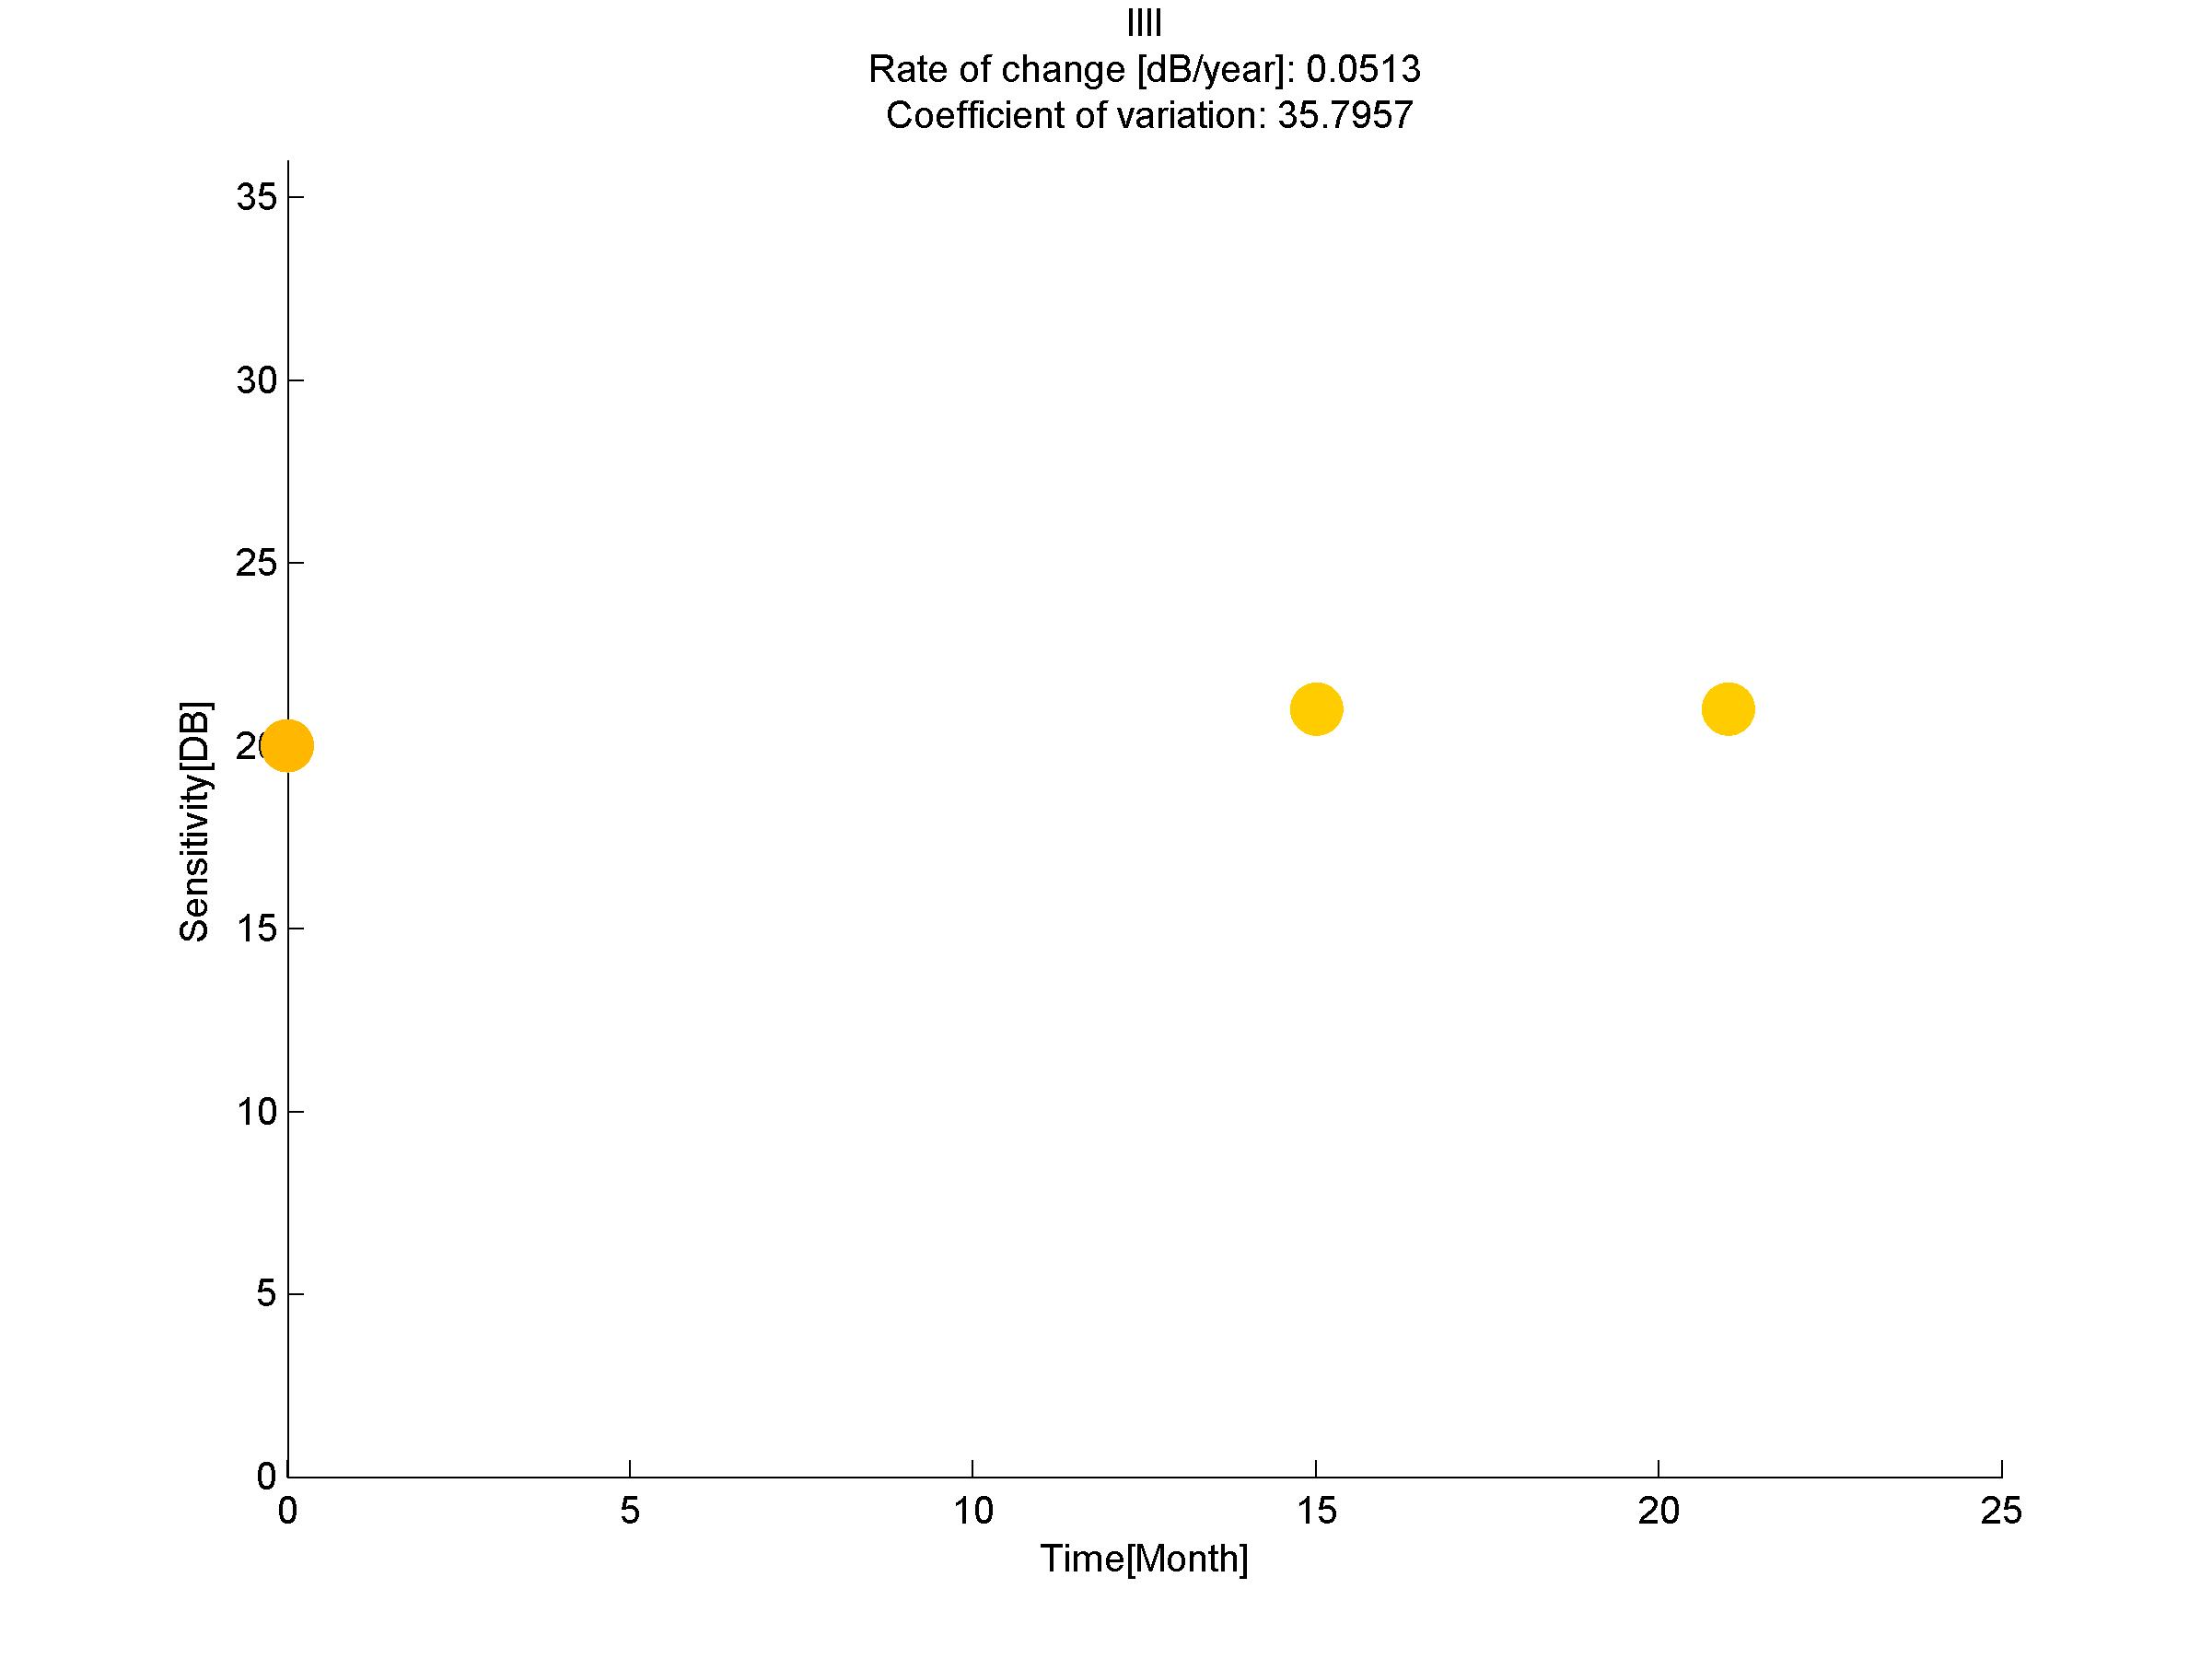 IIII
Rate of change [dB/year]: 0.0513
Coefficient of variation: 35.7957
35
30
25
20
15
10
5
0
Sensitivity[DB]
0 5 10 15 20 25
Time[Month]